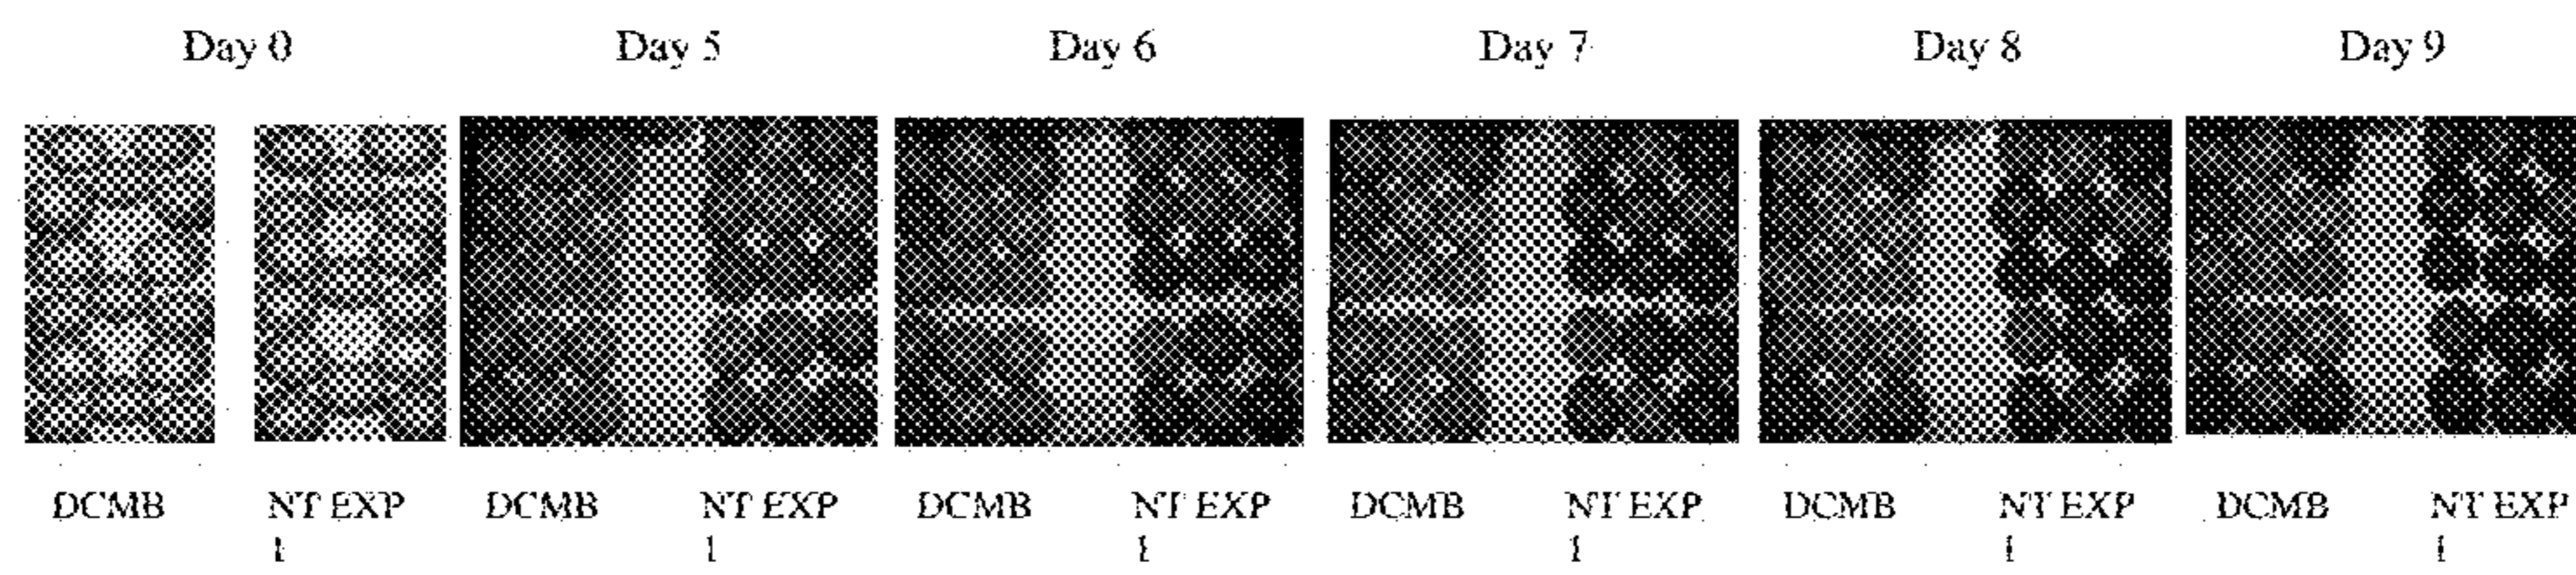 Day 0 Day 5 Day 6 Day 7 Day 8 Day 9
DCMB NT EXP DCMB NT EXP DCMB NT EXP DCMB NT EXP DCMB NT EXP DCMB NT EXP
1 1 1 1 1 1